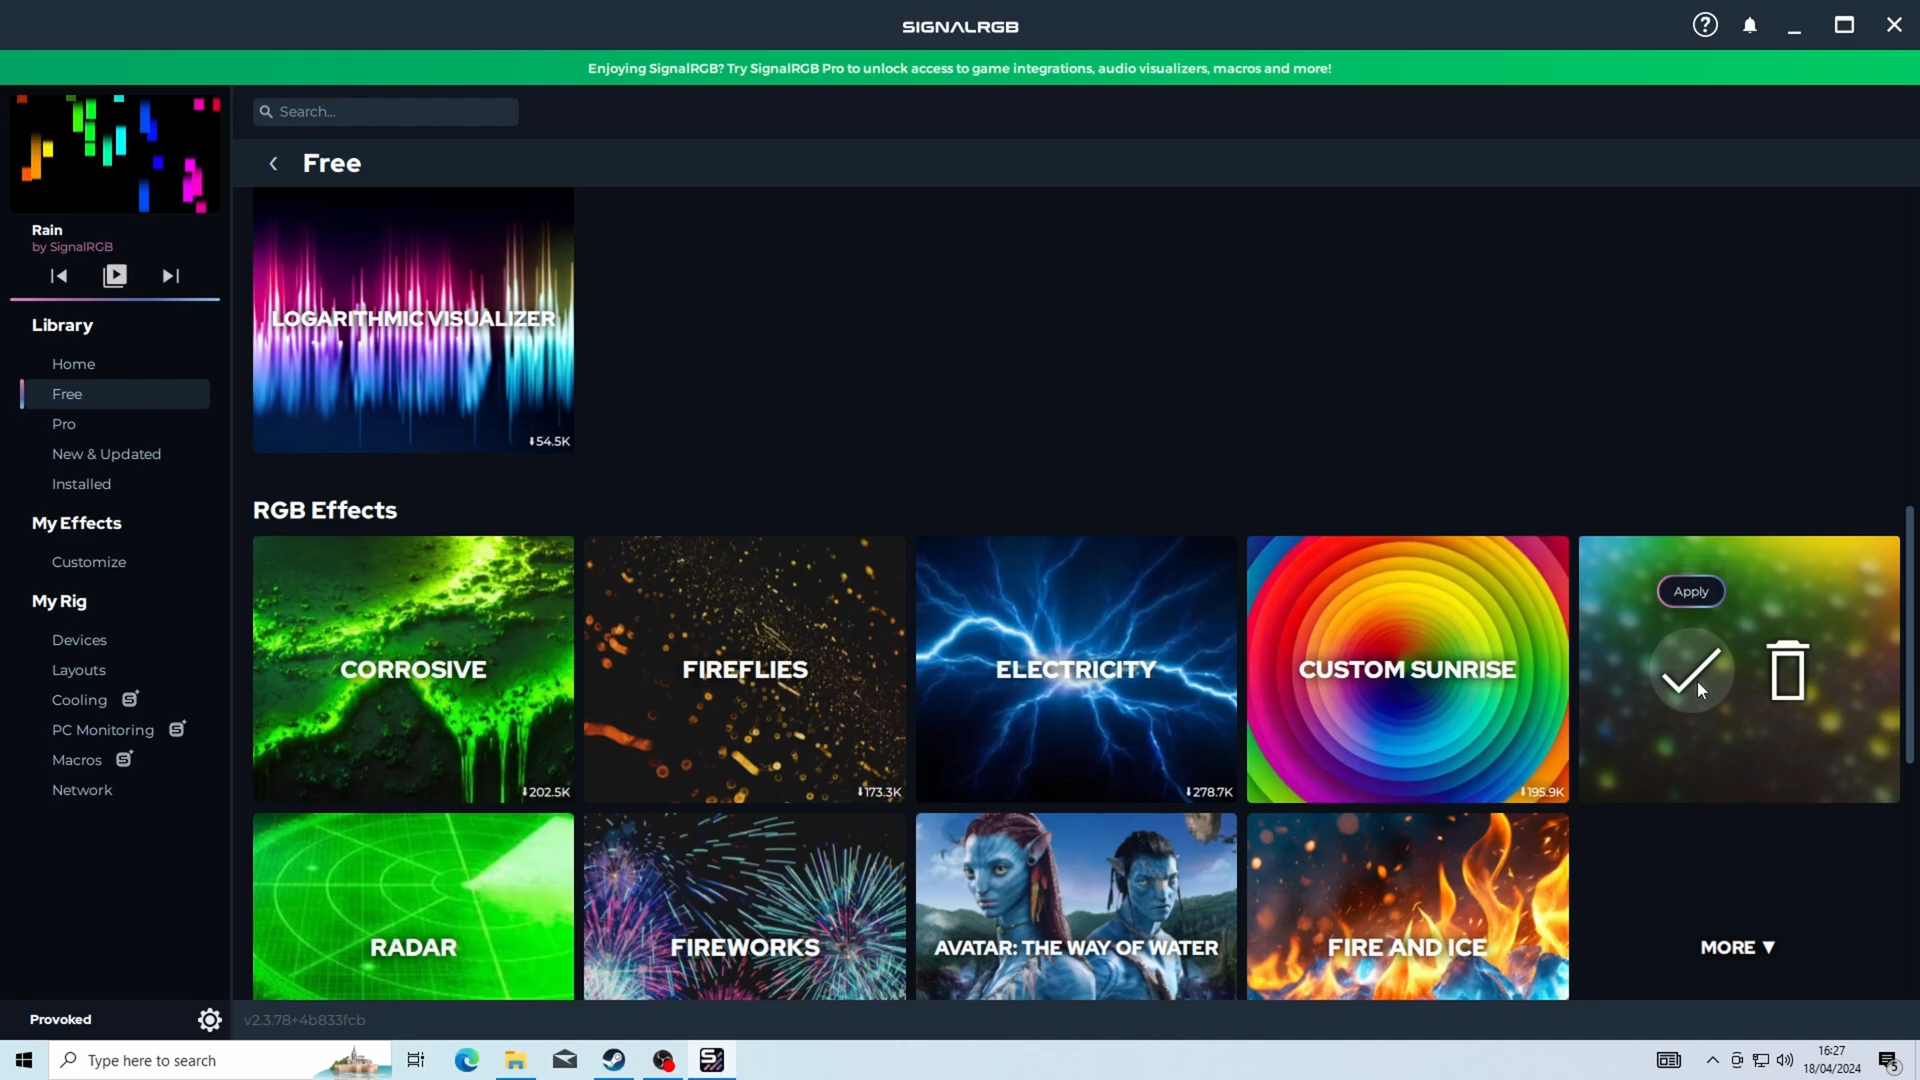 SIGNALRGB
Enjoying SignalRGB? Try SignalRGB Pro to unlock access to game integrations, audio visualizers, macros and more!
Search...
Free
Rain
by SignalRGB
Library
Home
Free
Pro
New & Updated
Installed
My Effects
Customize
My Rig
Devices
Layouts
Cooling
PC Monitoring
Macros
Network
LOGARITHMIC VISUALIZER
54.5K
RGB Effects
CORROSIVE
202.5K
FIREFLIES
173.3K
ELECTRICITY
278.7K
CUSTOM SUNRISE
195.9K
Apply
RADAR
FIREWORKS
AVATAR: THE WAY OF WATER
FIRE AND ICE
MORE ▼
Provoked
v2.3.78+4b833fcb
Type here to search
16:27
18/04/2024
5